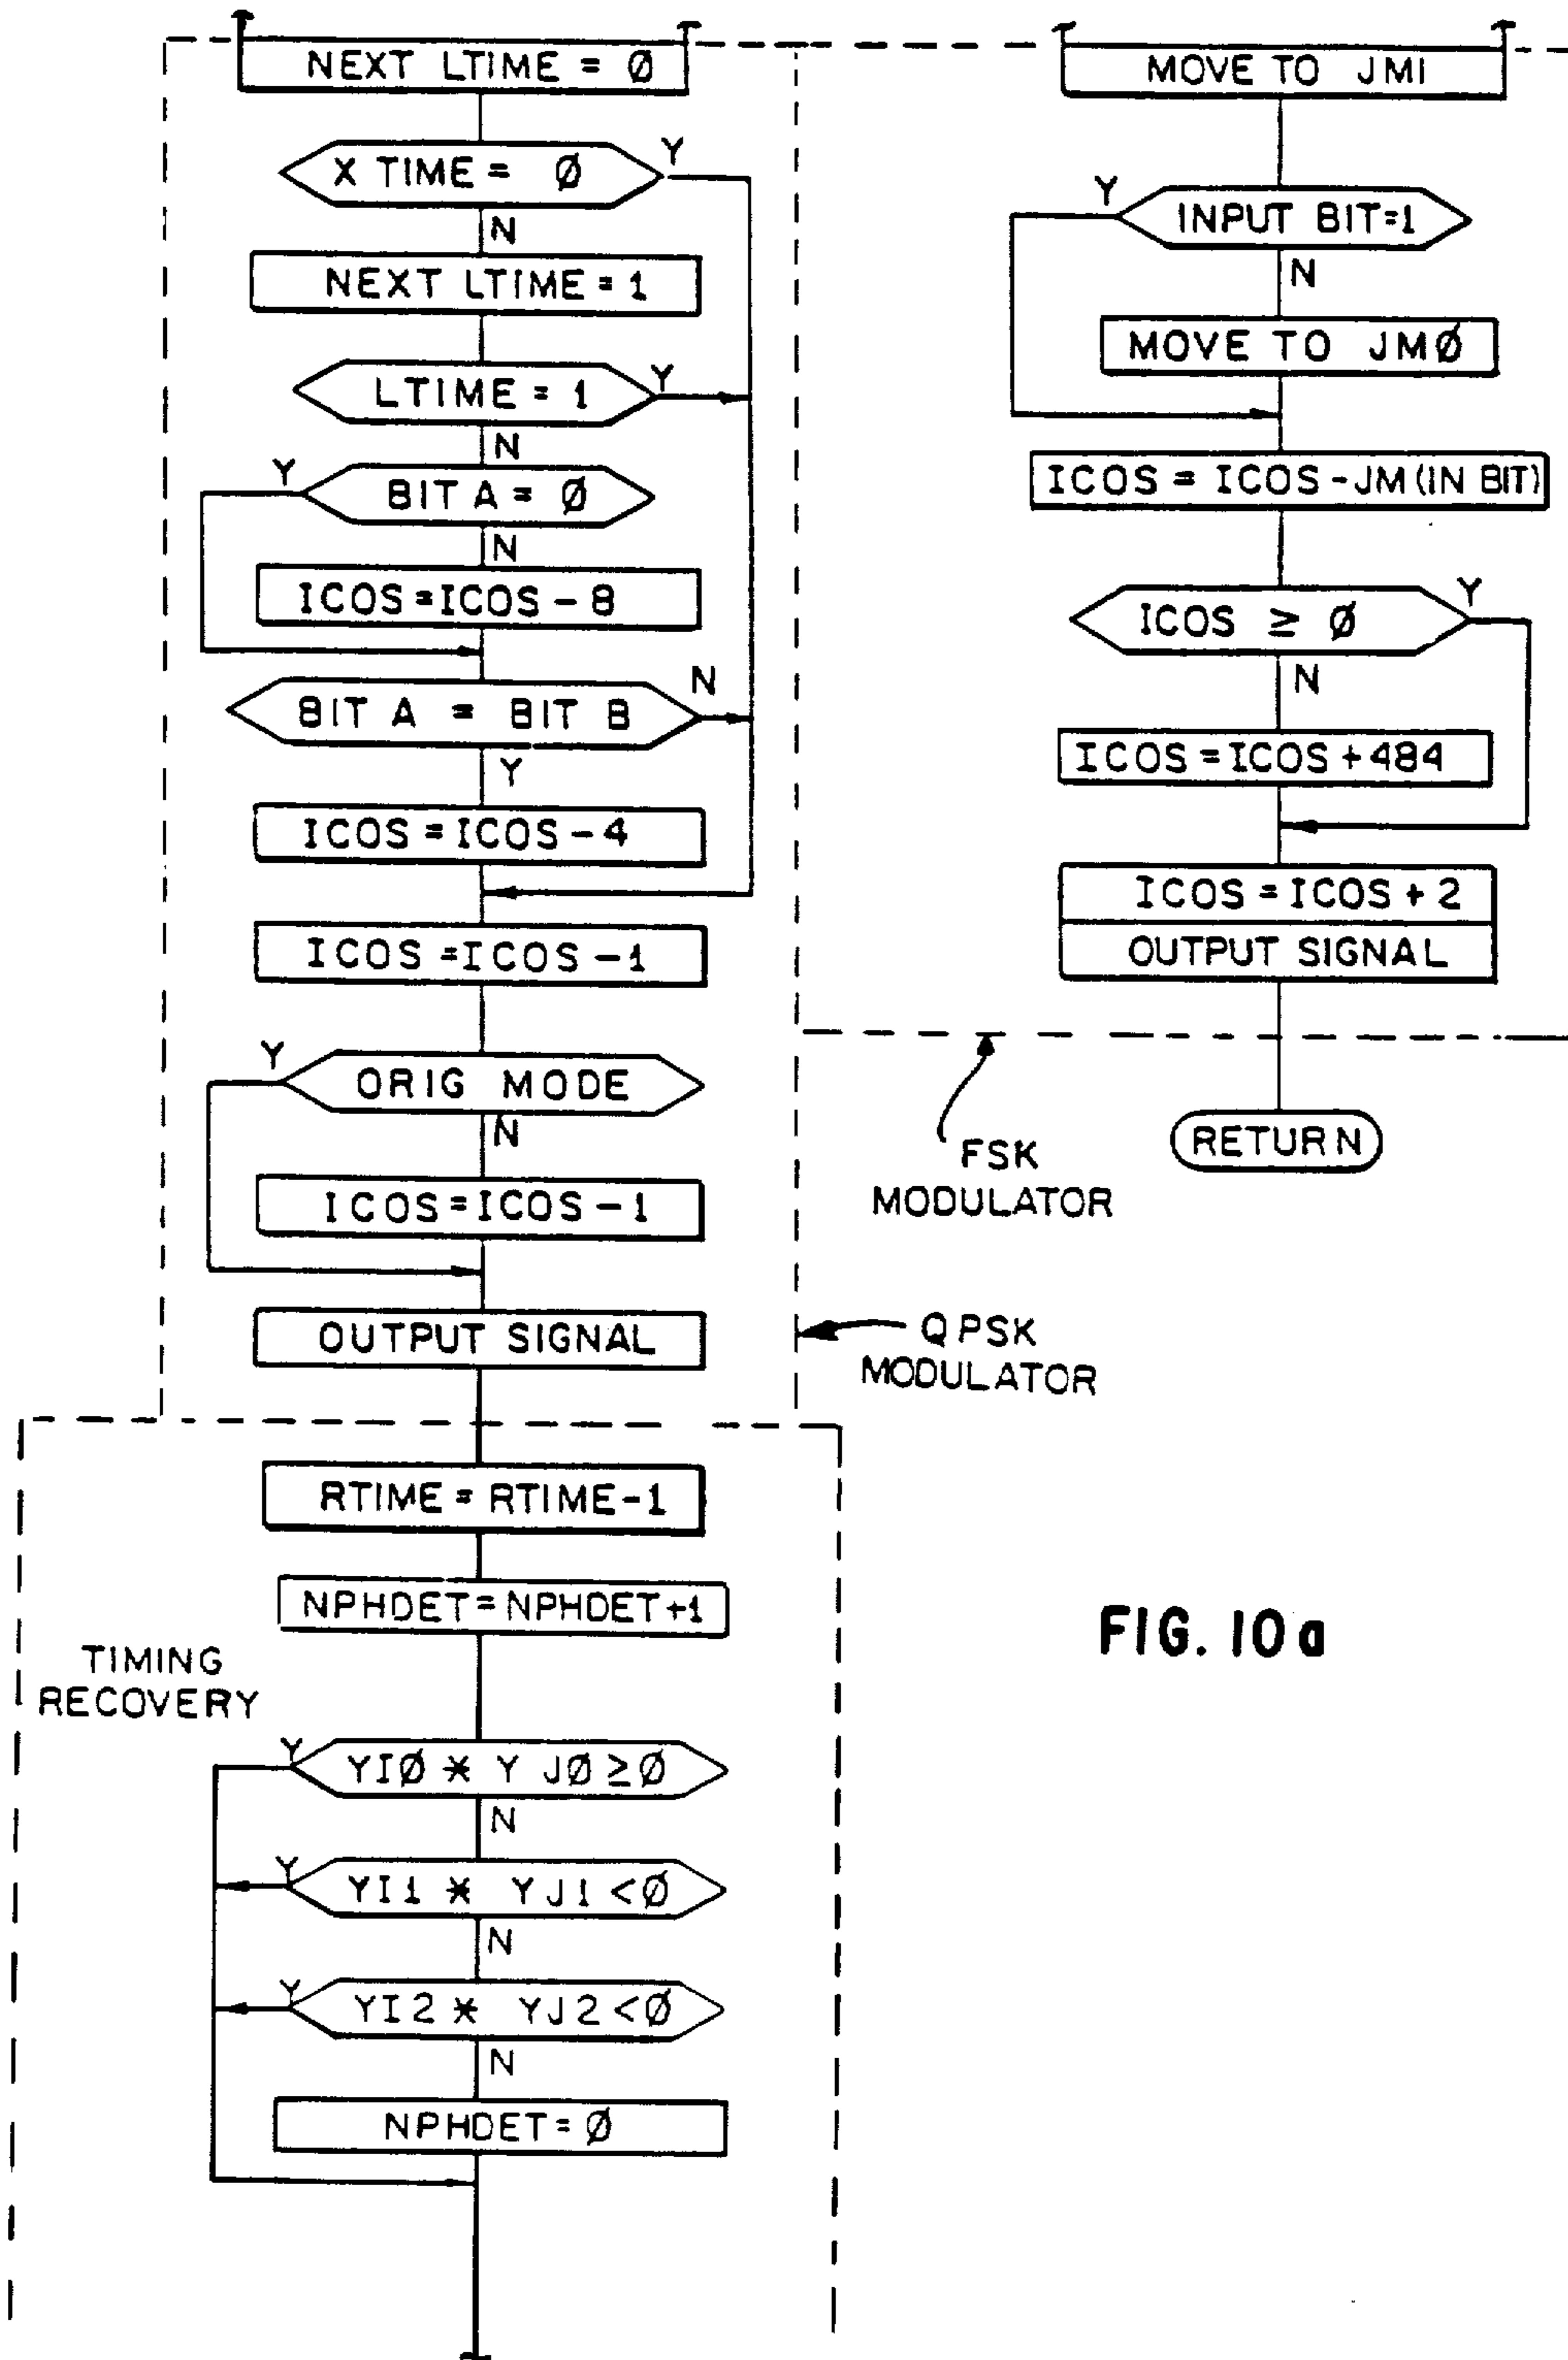 NEXT LTIME = Ø
X TIME = Ø
Y
N
NEXT LTIME = 1
LTIME = 1
Y
N
Y
BIT A = Ø
N
ICOS = ICOS - 8
BIT A = BIT B
N
Y
ICOS = ICOS - 4
ICOS = ICOS - 1
Y
ORIG MODE
N
ICOS = ICOS - 1
OUTPUT SIGNAL
QPSK
MODULATOR
MOVE TO JM1
Y
INPUT BIT=1
N
MOVE TO JMØ
ICOS = ICOS - JM (IN BIT)
ICOS ≥ Ø
Y
N
ICOS = ICOS + 484
ICOS = ICOS + 2
OUTPUT SIGNAL
FSK
MODULATOR
RETURN
RTIME = RTIME-1
NPHDET = NPHDET +1
TIMING
RECOVERY
Y
YIØ * Y JØ ≥ Ø
N
Y
YI1 * YJ1 < Ø
N
Y
YI2 * YJ2 < Ø
N
NPHDET = Ø
FIG. 10a